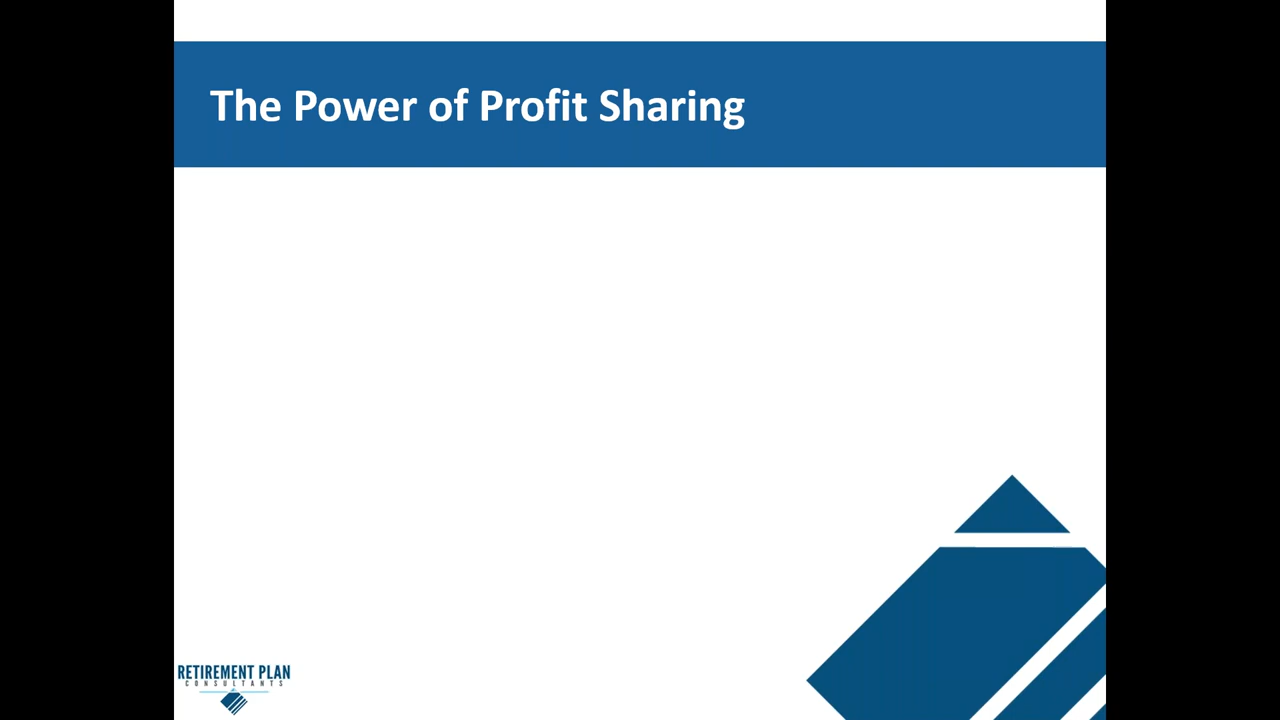 The Power of Profit Sharing
RETIREMENT PLAN
CONSULTANTS